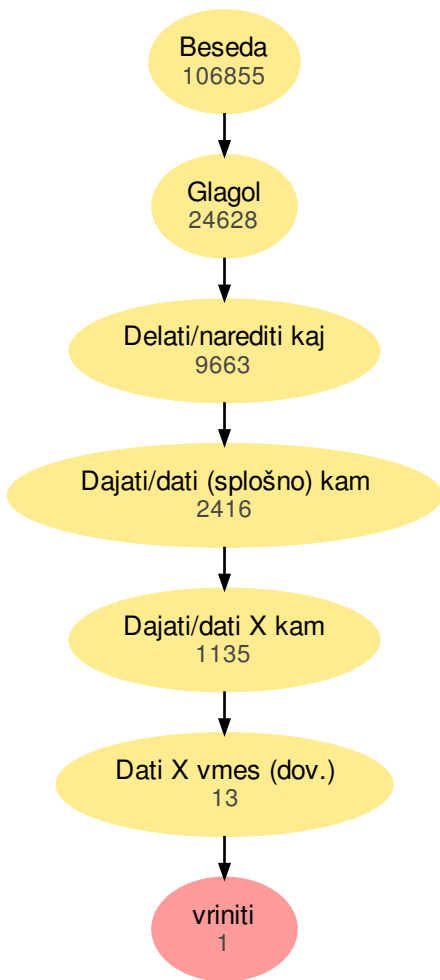 Beseda
106855
Glagol
24628
Delati/narediti kaj
9663
Dajati/dati (splošno) kam
2416
Dajati/dati X kam
1135
Dati X vmes (dov.)
13
vriniti
1